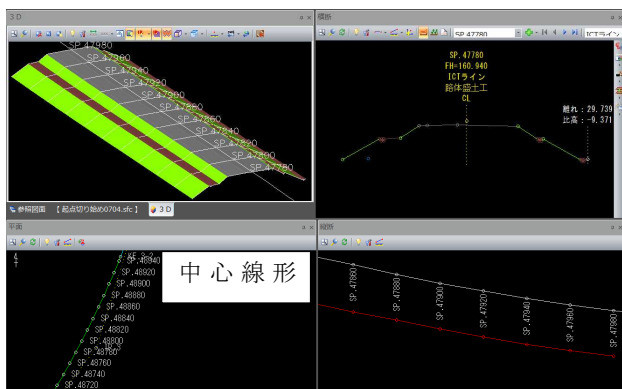 3D
横断
SP.47780
ICTライン
SP.47980
SP.47960
SP.47940
SP.47920
SP.47900
SP.47880
SP.47860
SP.47840
SP.47820
SP.47800
SP.47780
SP.47780
FH=160.940
ICTライン
路体盛土工
CL
離れ：29.739
比高：-9.371
参照図面 【 起点切り始め0704.sfc 】
3D
平面
縦断
中心線形
SP.48940
SP.48920
SP.48900
SP.48880
SP.48860
SP.48840
SP.48820
SP.48800
SP.48780
SP.48760
SP.48740
SP.48720
SP.47860
SP.47880
SP.47900
SP.47920
SP.47940
SP.47960
SP.47980